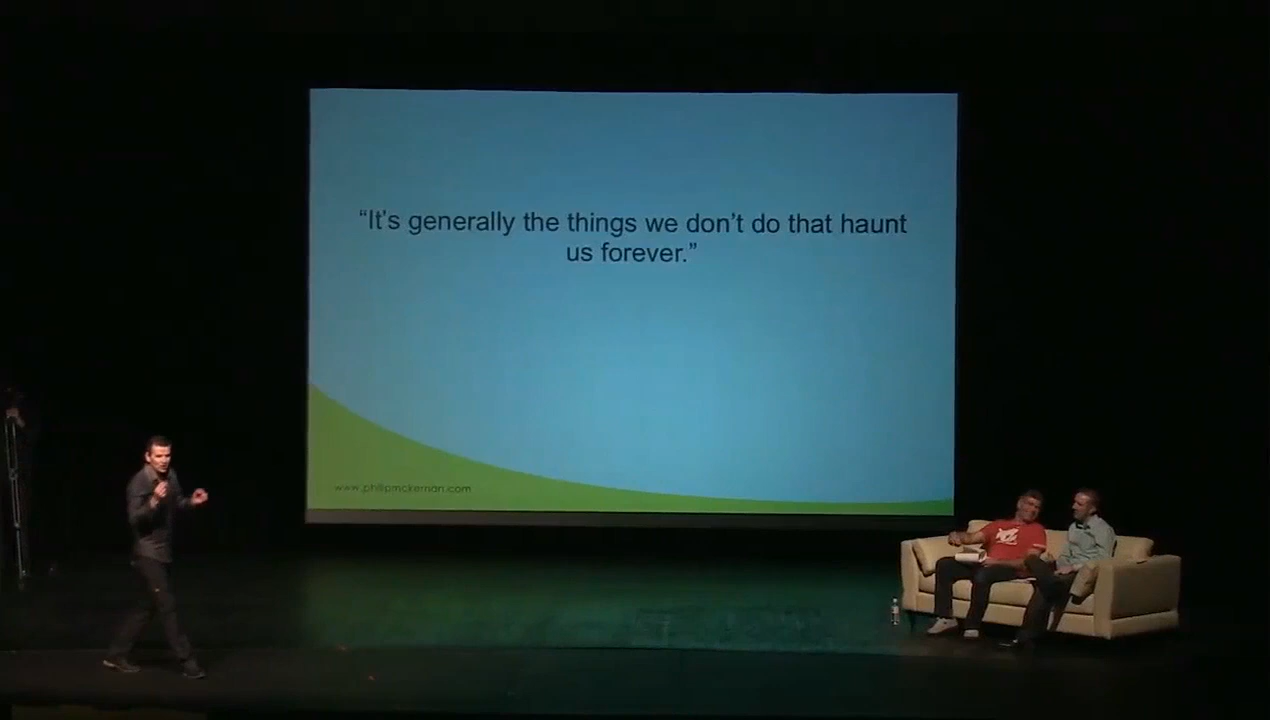 “It's generally the things we don’t do that haunt
us forever.”
www.philipmckernan.com